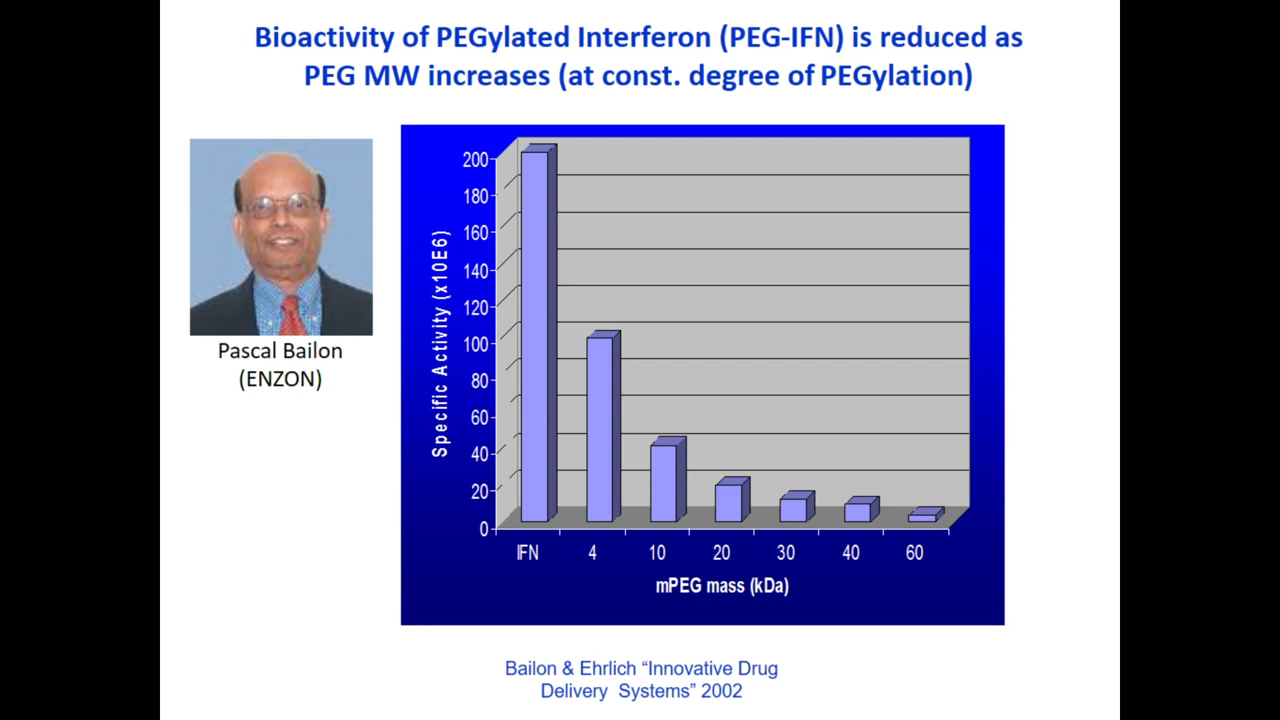 Bioactivity of PEGylated Interferon (PEG-IFN) is reduced as
PEG MW increases (at const. degree of PEGylation)
Pascal Bailon
(ENZON)
Specific Activity (x10E6)
200
180
160
140
120
100
80
60
40
20
0
IFN 4 10 20 30 40 60
mPEG mass (kDa)
Bailon & Ehrlich “Innovative Drug
Delivery Systems” 2002